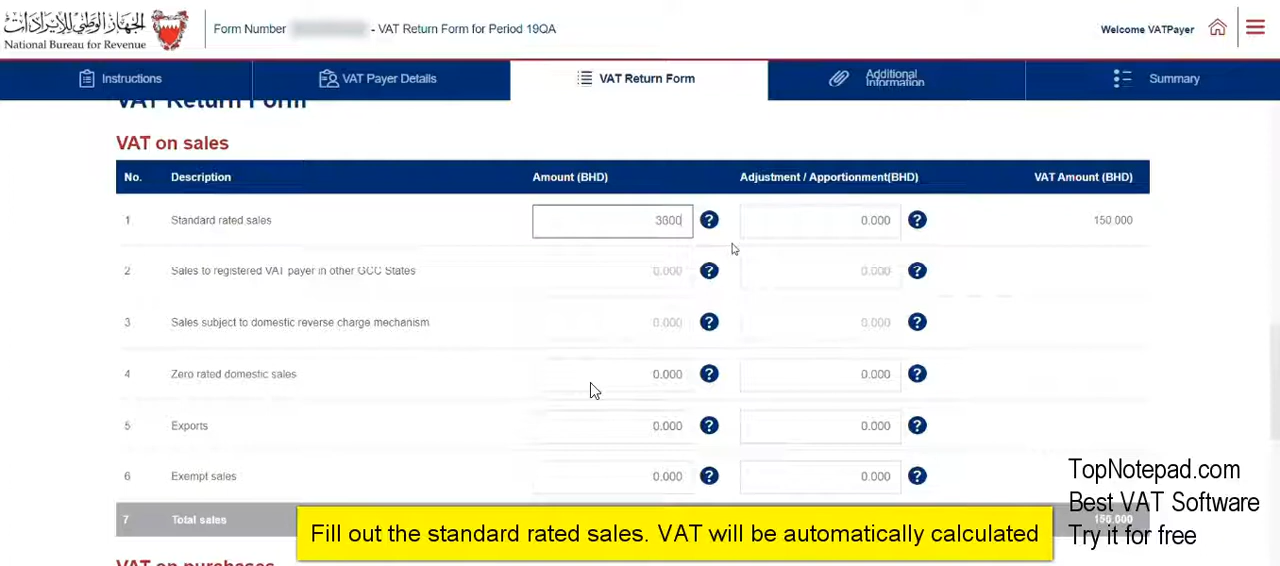 الجهاز الوطني للإيرادات
National Bureau for Revenue
Form Number - VAT Return Form for Period 19QA
Welcome VATPayer
Instructions
VAT Payer Details
VAT Return Form
Additional Information
Summary
VAT Return Form
VAT on sales
No. Description Amount (BHD) Adjustment / Apportionment(BHD) VAT Amount (BHD)
1 Standard rated sales 3600 ? 0.000 ? 150.000
2 Sales to registered VAT payer in other GCC States 0.000 ? 0.000 ?
3 Sales subject to domestic reverse charge mechanism 0.000 ? 0.000 ?
4 Zero rated domestic sales 0.000 ? 0.000 ?
5 Exports 0.000 ? 0.000 ?
6 Exempt sales 0.000 ? 0.000 ?
7 Total sales 150.000
Fill out the standard rated sales. VAT will be automatically calculated
TopNotepad.com
Best VAT Software
Try it for free
VAT on purchases